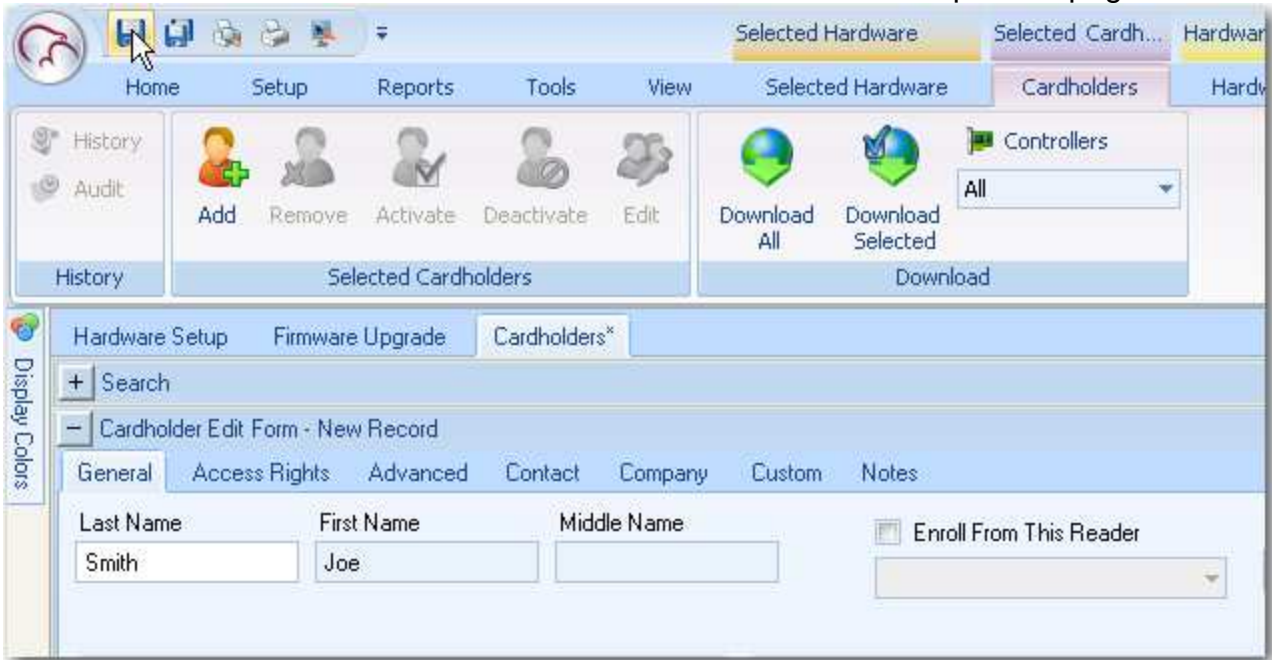 Selected Hardware Selected Cardh... Hardwar
Home Setup Reports Tools View Selected Hardware Cardholders Hardw
History
Audit
Add Remove Activate Deactivate Edit
Download All
Download Selected
Controllers
All
History Selected Cardholders Download
Display Colors
Hardware Setup Firmware Upgrade Cardholders*
+ Search
- Cardholder Edit Form - New Record
General Access Rights Advanced Contact Company Custom Notes
Last Name First Name Middle Name Enroll From This Reader
Smith Joe